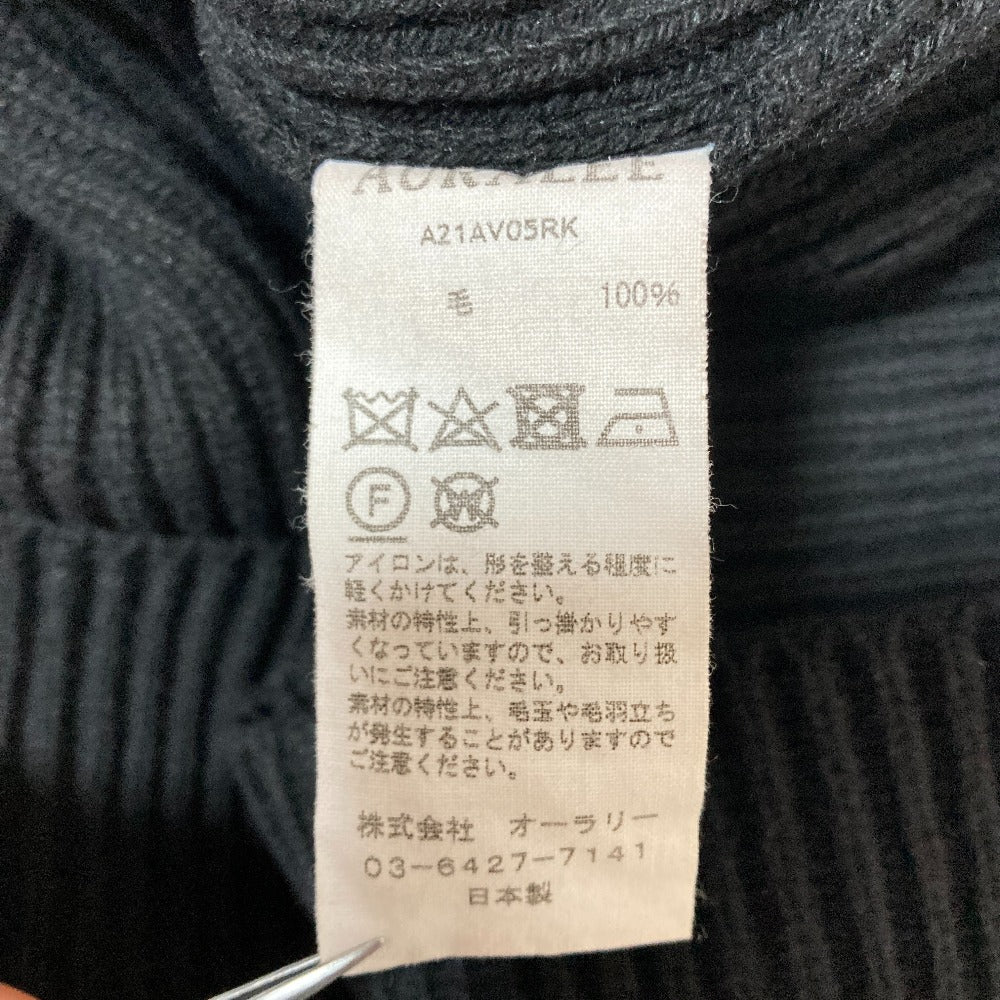 AURALEE
A21AV05RK
毛 100%
F W
アイロンは、形を整える程度に
軽くかけてください。
素材の特性上、引っ掛かりやす
くなっていますので、お取り扱
いにご注意ください。
素材の特性上、毛玉や毛羽立ち
が発生することがありますので
ご注意ください。
株式会社 オーラリー
03-6427-7141
日本製